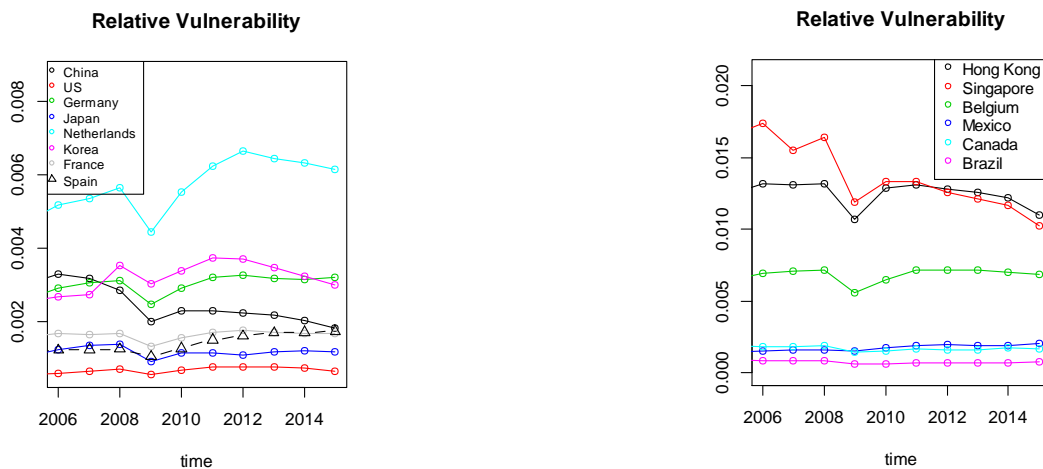 Relative Vulnerability
China
US
Germany
Japan
Netherlands
Korea
France
Spain
0.002 0.004 0.006 0.008
2006 2008 2010 2012 2014
time
Relative Vulnerability
Hong Kong
Singapore
Belgium
Mexico
Canada
Brazil
0.000 0.005 0.010 0.015 0.020
2006 2008 2010 2012 2014
time